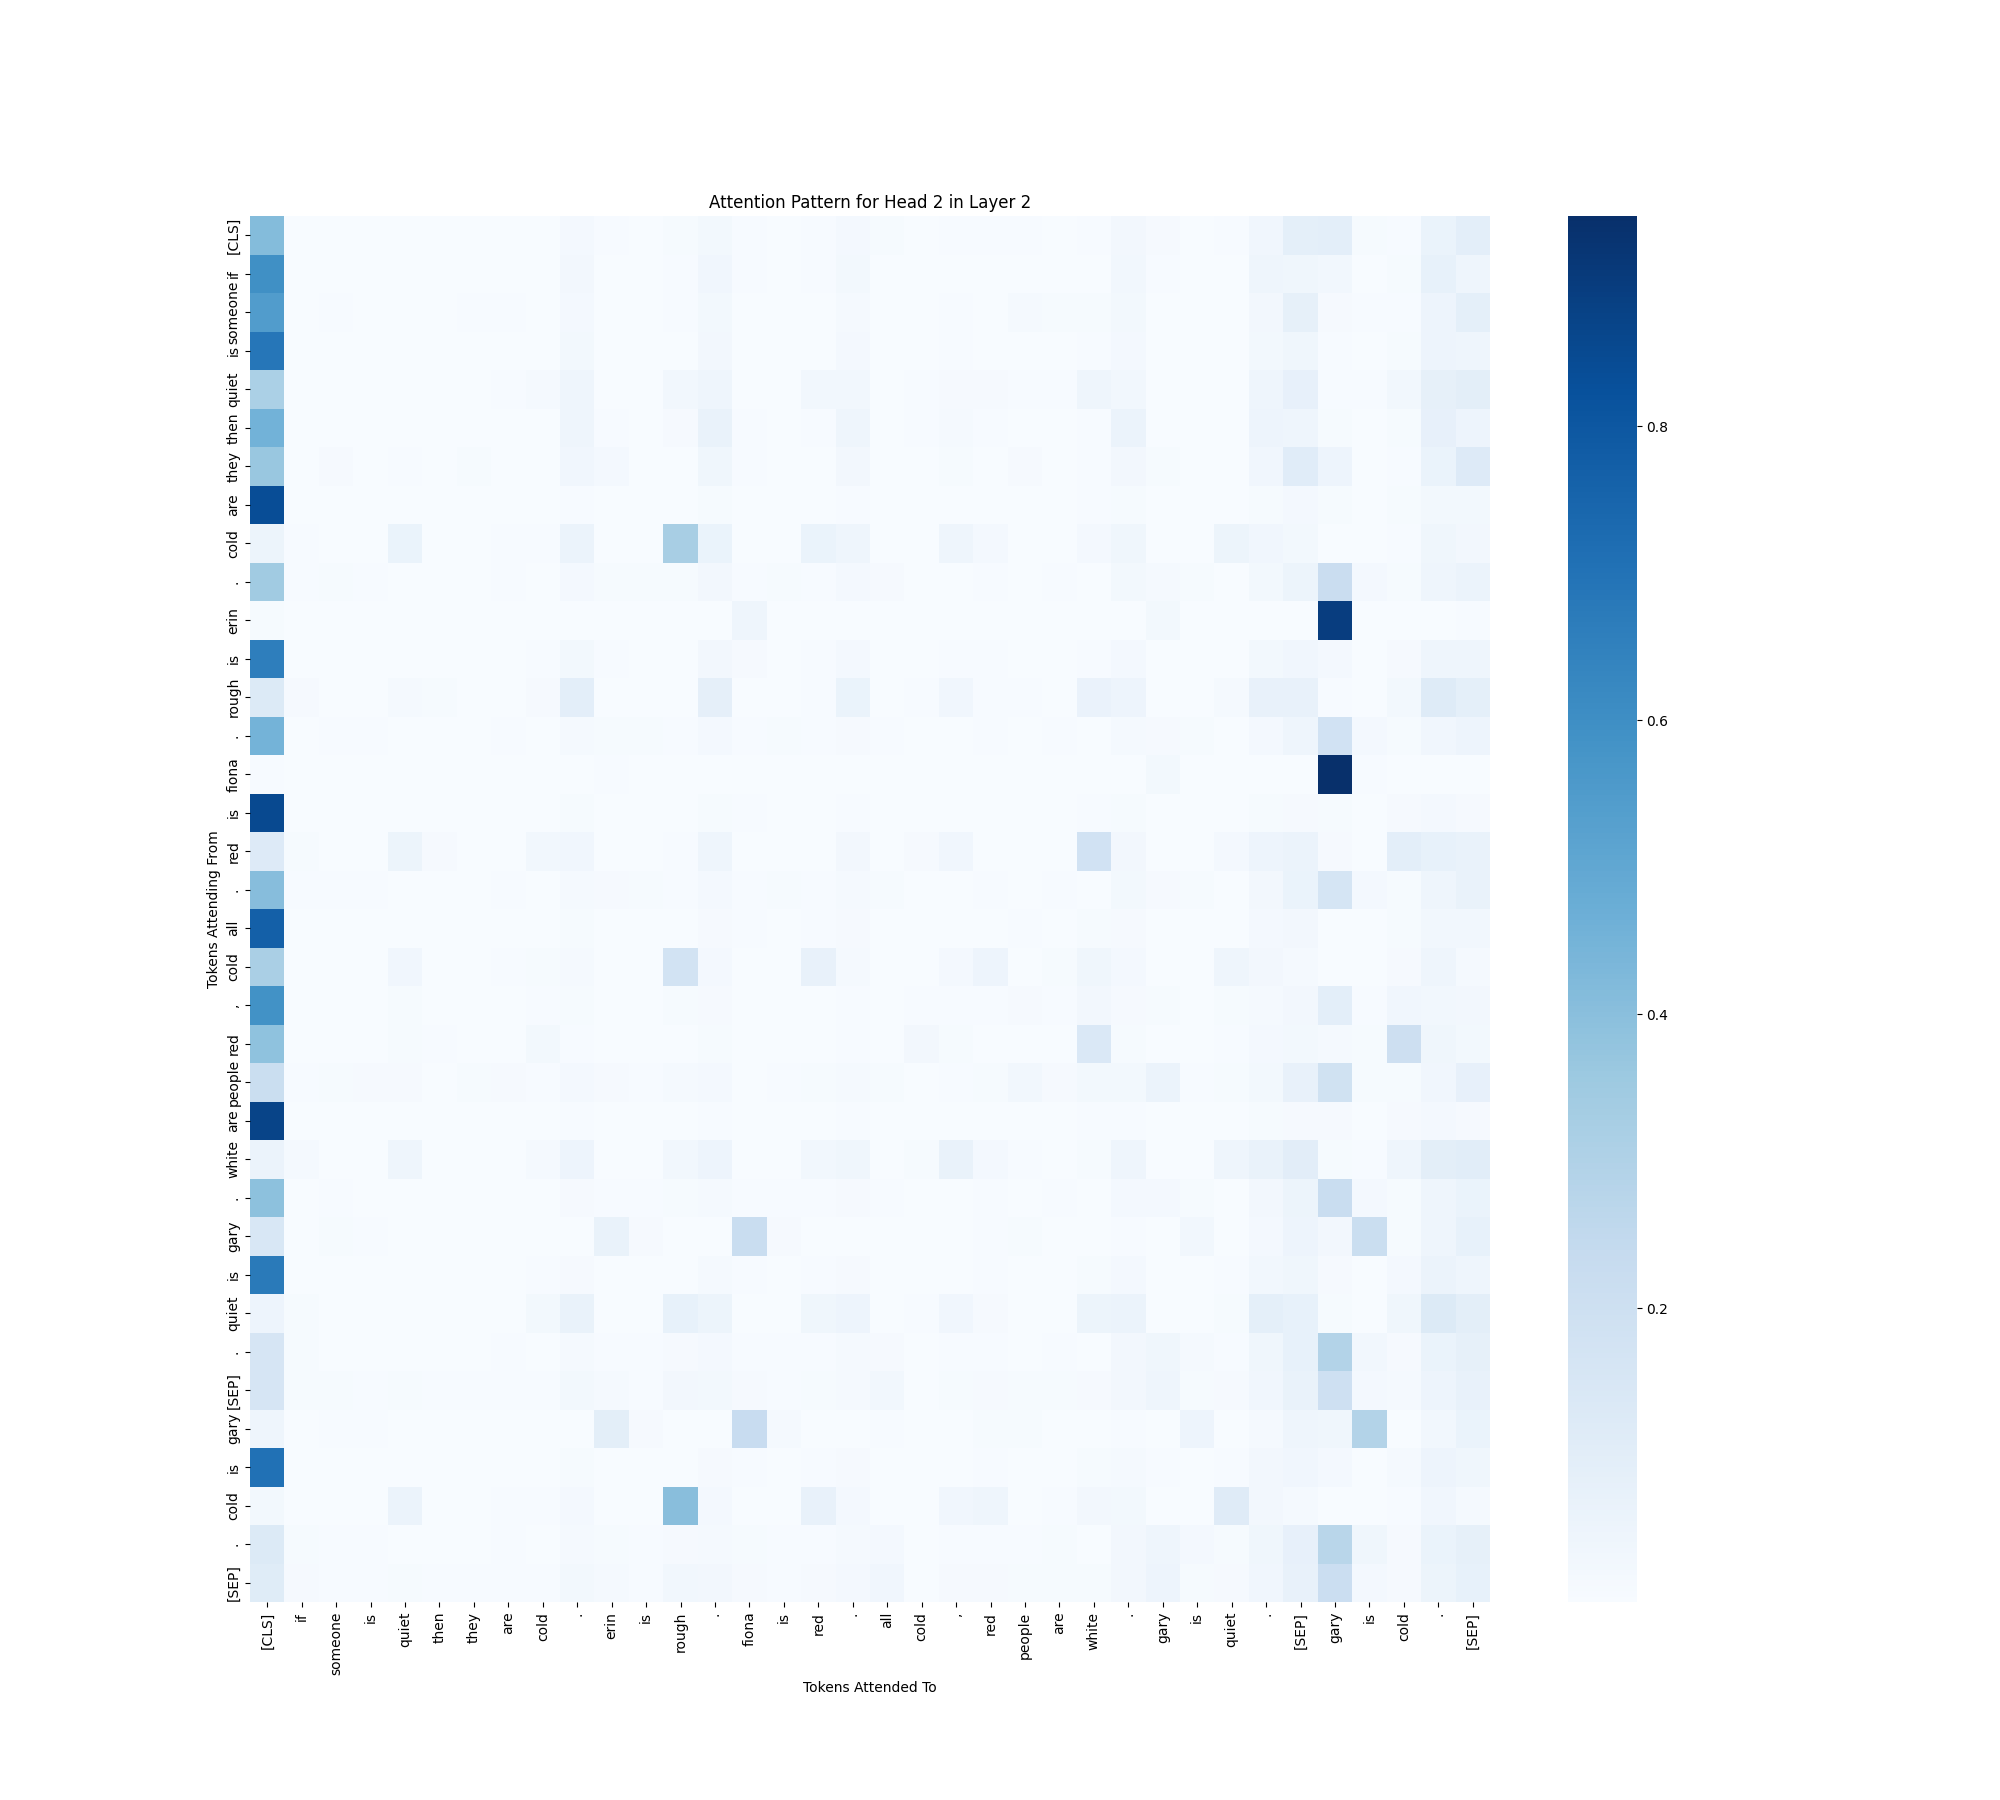 Attention Pattern for Head 2 in Layer 2
Tokens Attending From
[CLS]
if
someone
is
quiet
then
they
are
cold
.
erin
is
rough
.
fiona
is
red
.
all
cold
,
red
people
are
white
.
gary
is
quiet
.
[SEP]
gary
is
cold
.
[SEP]
[CLS] if someone is quiet then they are cold . erin is rough . fiona is red . all cold , red people are white . gary is quiet . [SEP] gary is cold . [SEP]
Tokens Attended To
0.8
0.6
0.4
0.2